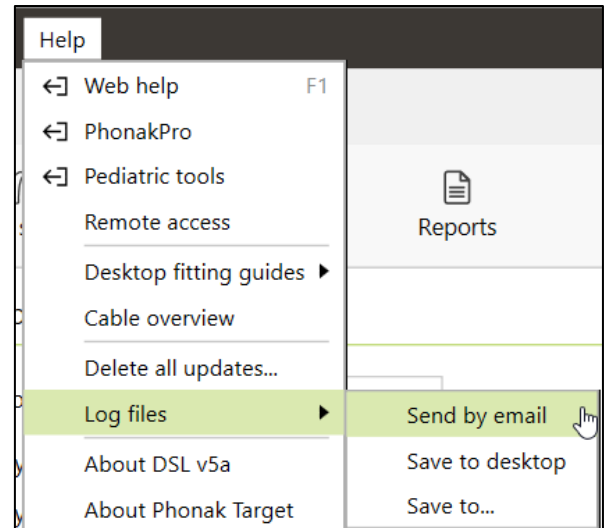 Help
Web help F1
PhonakPro
Pediatric tools
Remote access
Reports
Desktop fitting guides
Cable overview
Delete all updates...
Log files
Send by email
About DSL v5a
Save to desktop
About Phonak Target
Save to...